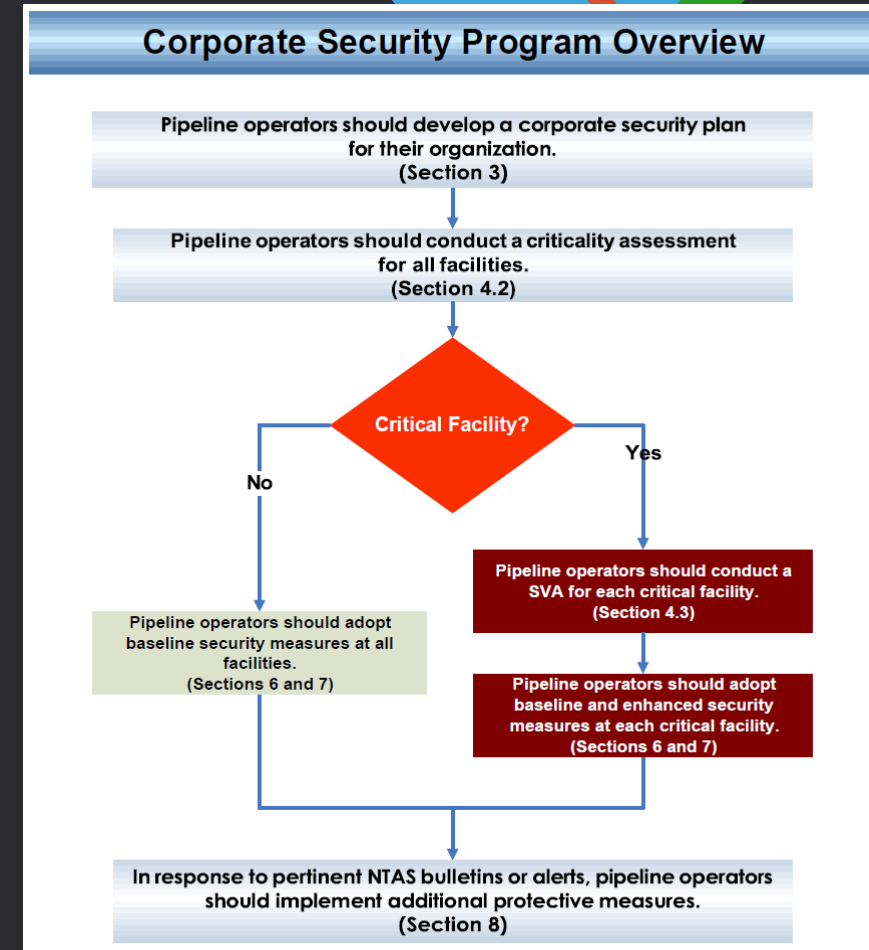 Corporate Security Program Overview
Pipeline operators should develop a corporate security plan
for their organization.
(Section 3)
Pipeline operators should conduct a criticality assessment
for all facilities.
(Section 4.2)
Critical Facility?
Yes
No
Pipeline operators should conduct a
SVA for each critical facility.
(Section 4.3)
Pipeline operators should adopt
baseline security measures at all
facilities.
(Sections 6 and 7)
Pipeline operators should adopt
baseline and enhanced security
measures at each critical facility.
(Sections 6 and 7)
In response to pertinent NTAS bulletins or alerts, pipeline operators
should implement additional protective measures.
(Section 8)